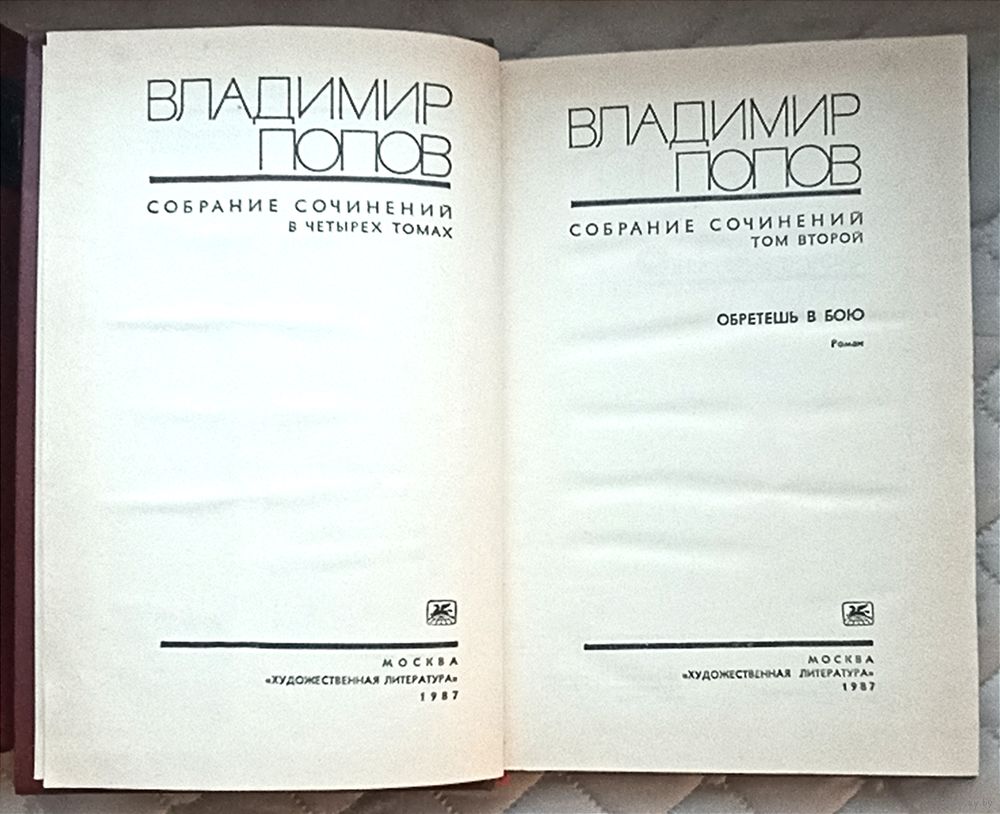 ВЛАДИМИР
ПОПОВ
СОБРАНИЕ СОЧИНЕНИЙ
В ЧЕТЫРЕХ ТОМАХ
МОСКВА
«ХУДОЖЕСТВЕННАЯ ЛИТЕРАТУРА»
1987
ВЛАДИМИР
ПОПОВ
СОБРАНИЕ СОЧИНЕНИЙ
ТОМ ВТОРОЙ
ОБРЕТЕШЬ В БОЮ
Роман
МОСКВА
«ХУДОЖЕСТВЕННАЯ ЛИТЕРАТУРА»
1987